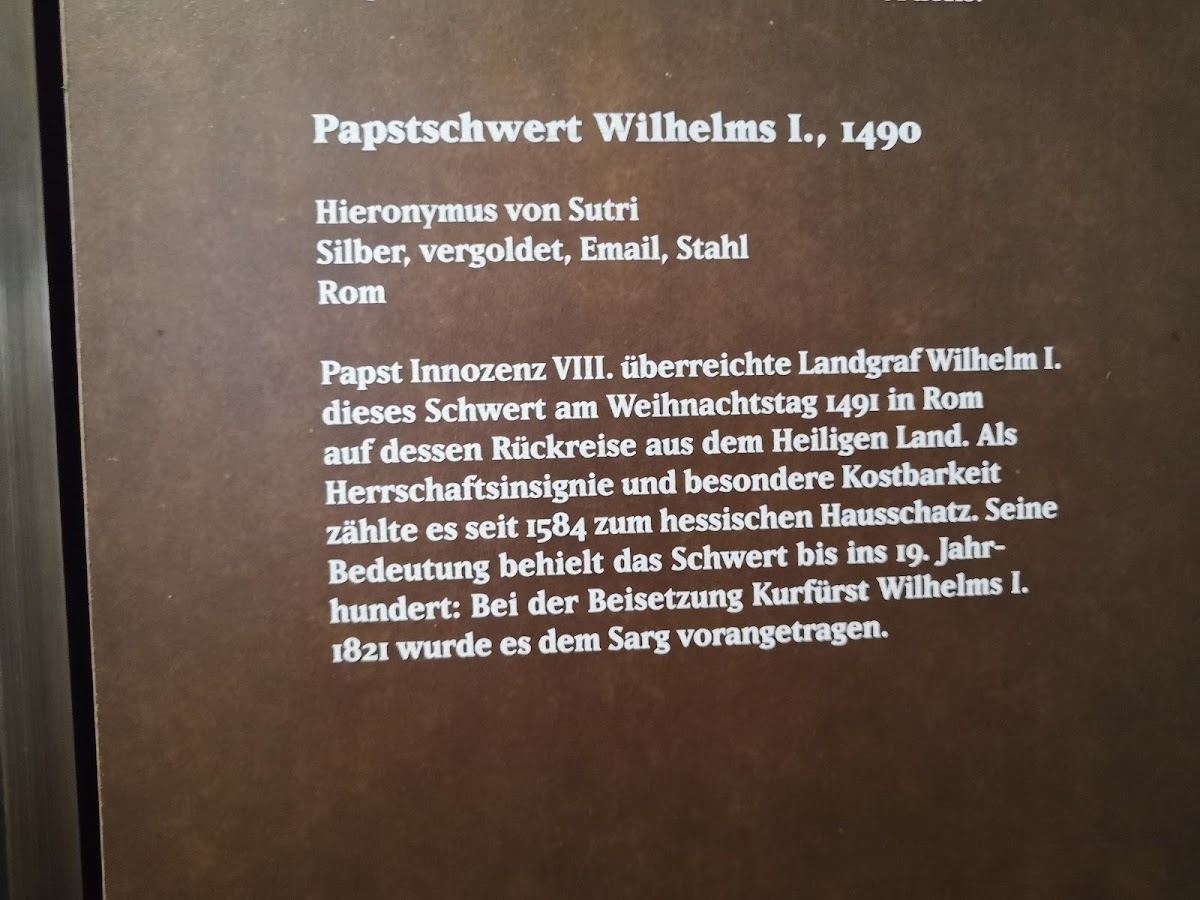 Papstschwert Wilhelms I., 1490
Hieronymus von Sutri
Silber, vergoldet, Email, Stahl
Rom
Papst Innozenz VIII. überreichte Landgraf Wilhelm I.
dieses Schwert am Weihnachtstag 1491 in Rom
auf dessen Rückreise aus dem Heiligen Land. Als
Herrschaftsinsignie und besondere Kostbarkeit
zählte es seit 1584 zum hessischen Hausschatz. Seine
Bedeutung behielt das Schwert bis ins 19. Jahr-
hundert: Bei der Beisetzung Kurfürst Wilhelms I.
1821 wurde es dem Sarg vorangetragen.